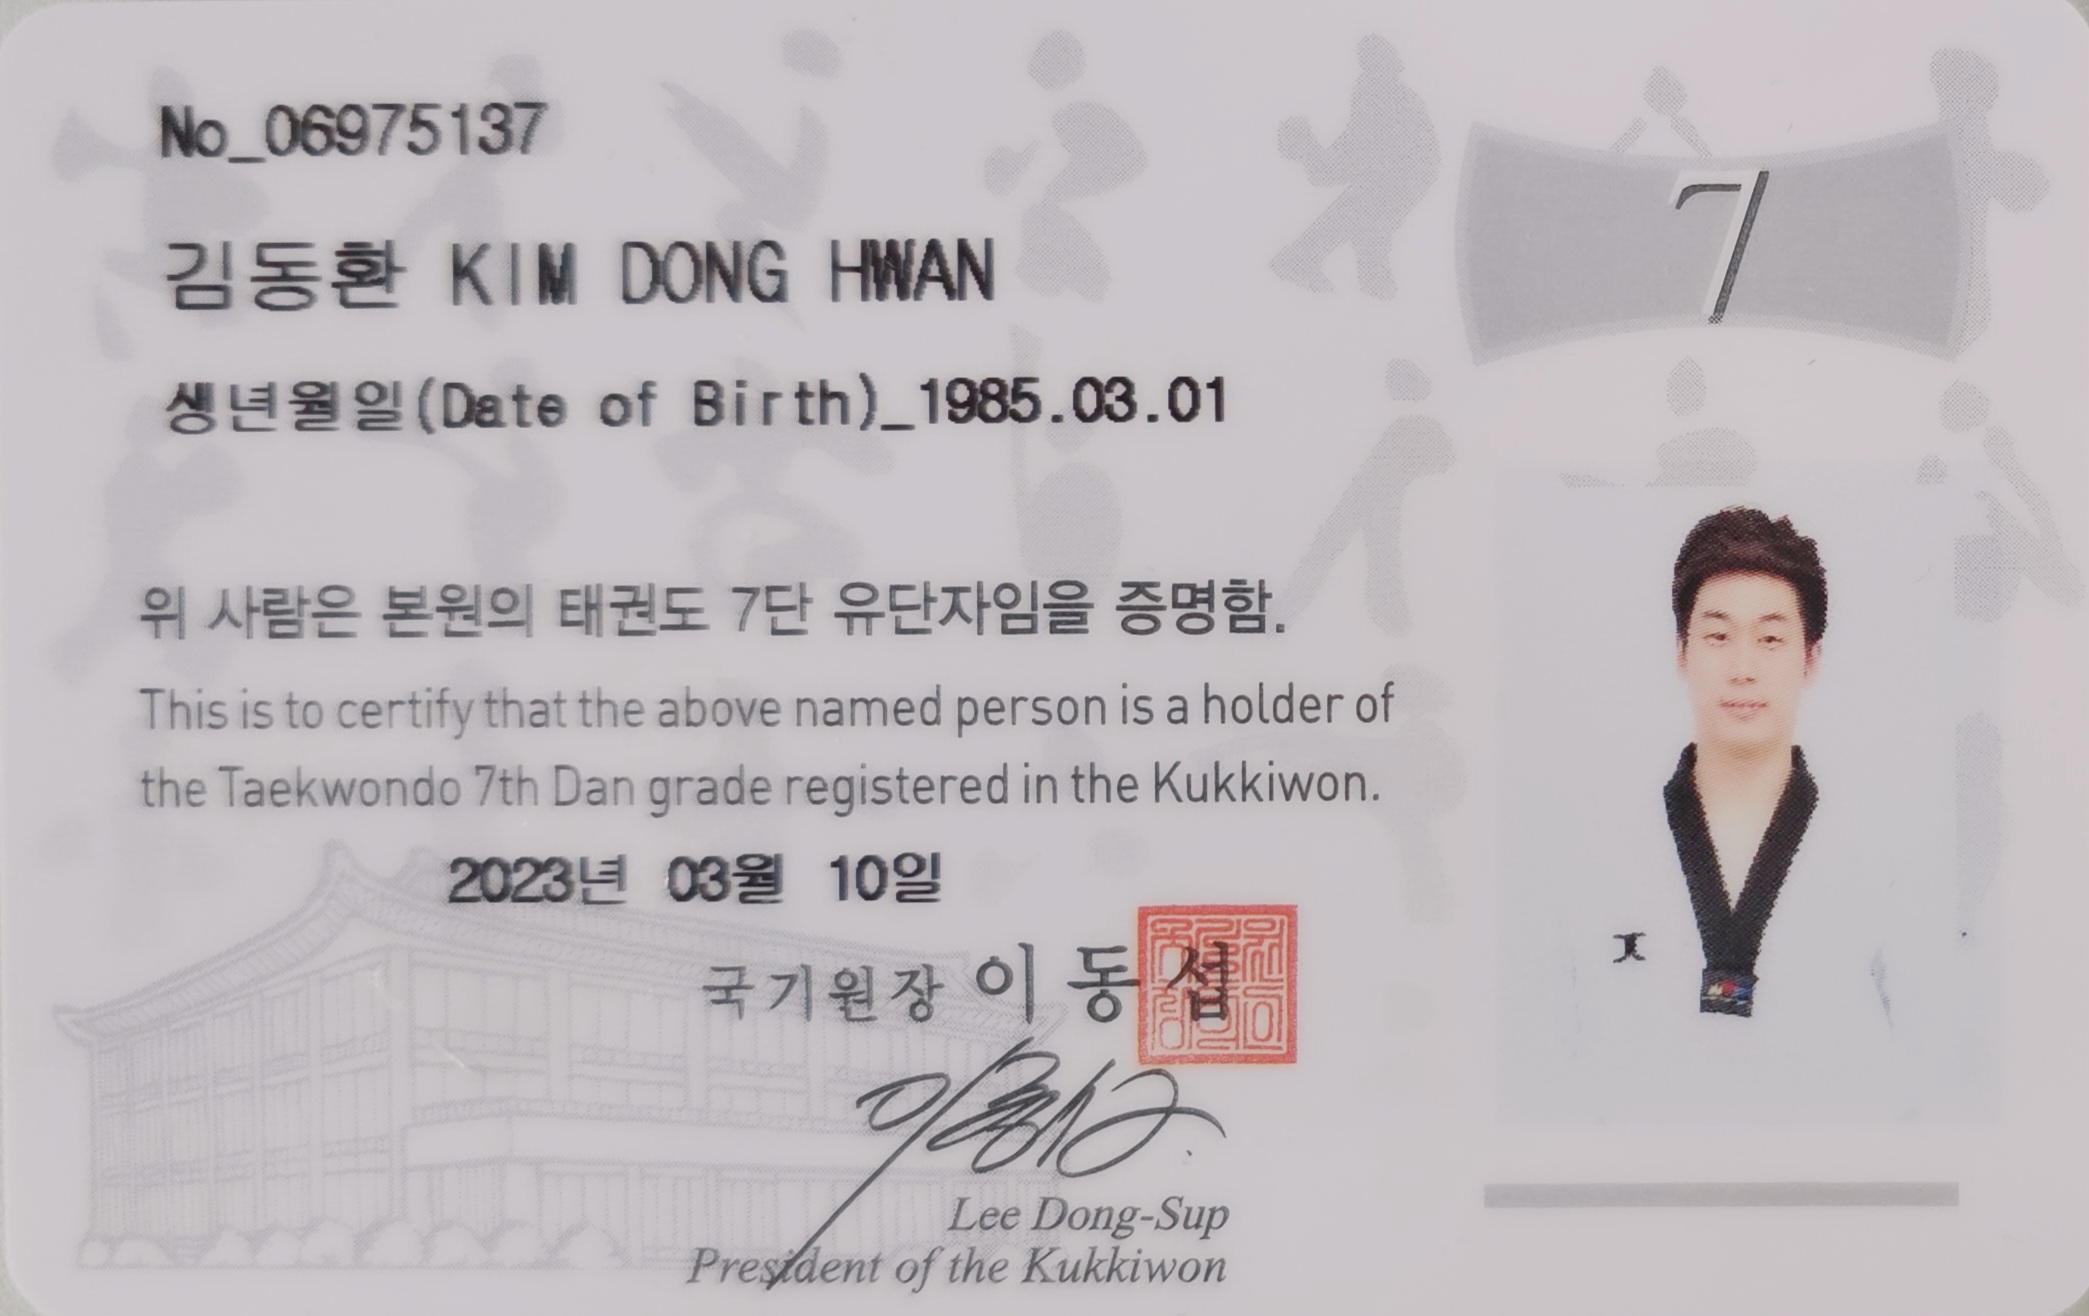 No_06975137
7
김동환 KIM DONG HWAN
생년월일(Date of Birth)_1985.03.01
위 사람은 본원의 태권도 7단 유단자임을 증명함.
This is to certify that the above named person is a holder of
the Taekwondo 7th Dan grade registered in the Kukkiwon.
2023년 03월 10일
국기원장 이동섭
Lee Dong-Sup
President of the Kukkiwon